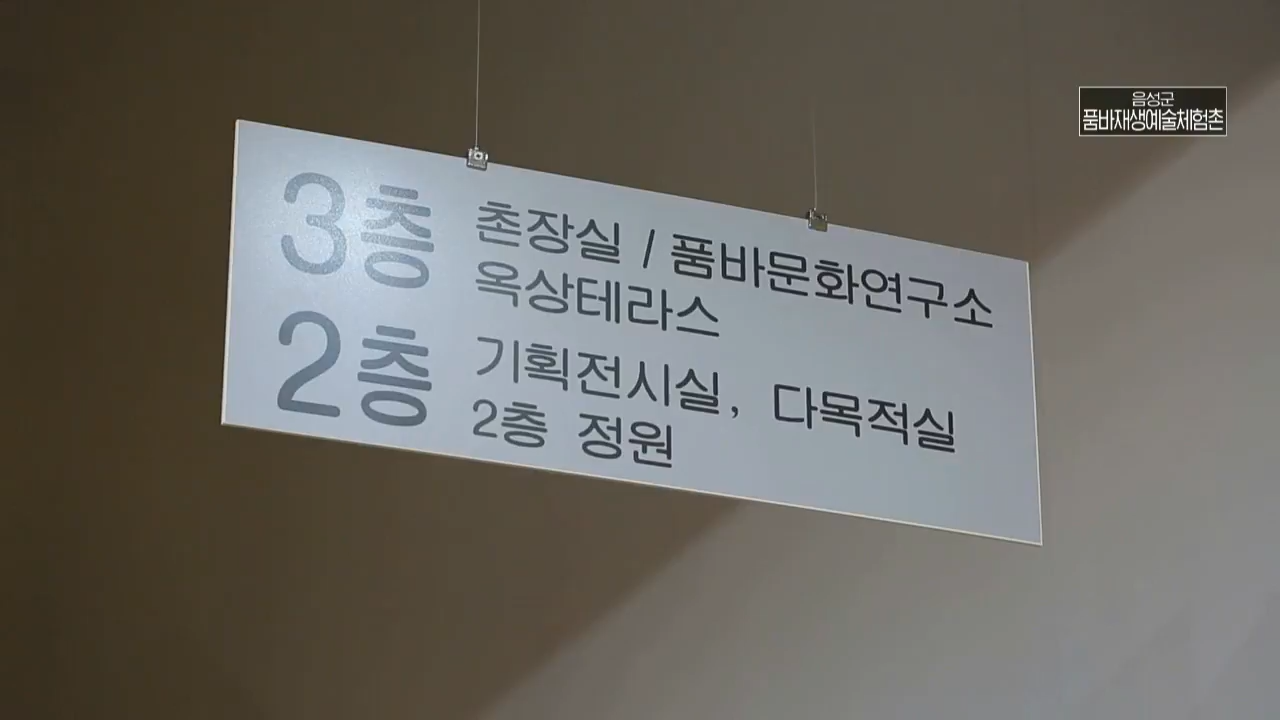 음성군
품바재생예술체험촌
3층 촌장실 / 품바문화연구소
옥상테라스
2층 기획전시실, 다목적실
2층 정원